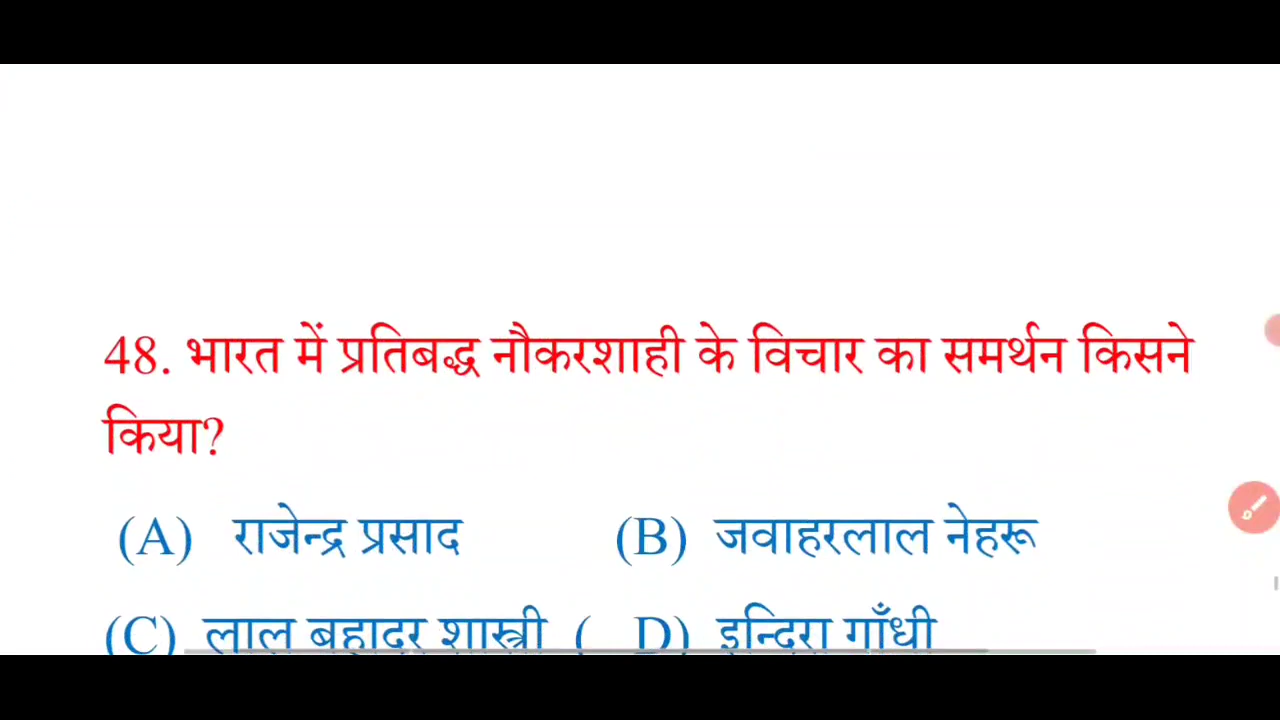 48. भारत में प्रतिबद्ध नौकरशाही के विचार का समर्थन किसने
किया?
(A) राजेन्द्र प्रसाद (B) जवाहरलाल नेहरू
(C) लाल बहादुर शास्त्री ( D) इन्दिरा गाँधी